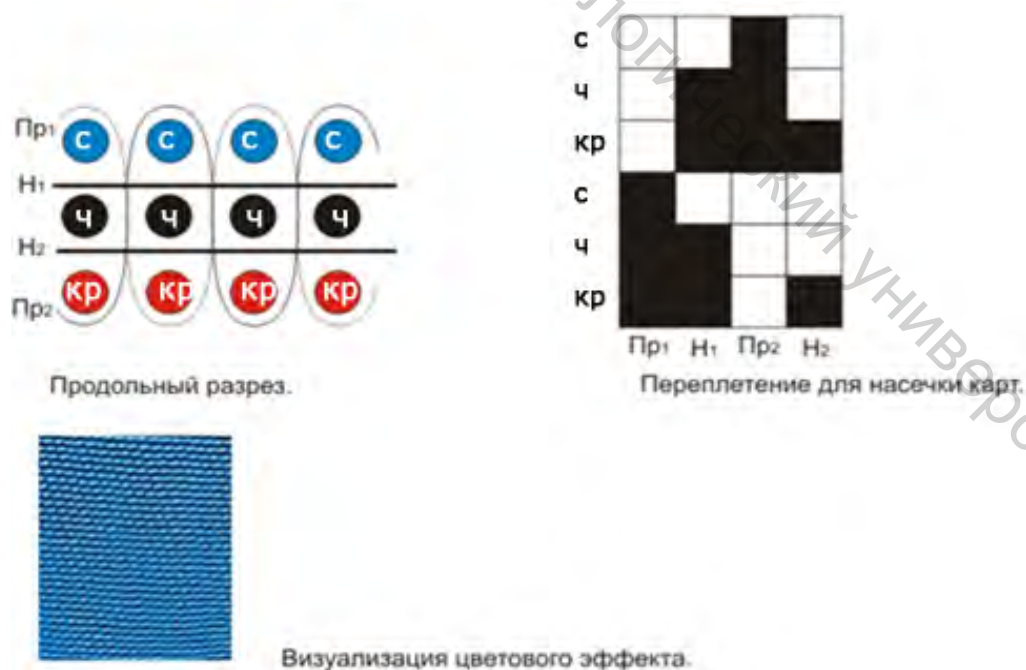 Пр1 с с с с
Н1
ч ч ч ч
Н2
кр кр кр кр
Пр2
Продольный разрез.
с
ч
кр
с
ч
кр
Пр1 Н1 Пр2 Н2
Переплетение для насечки карт.
Визуализация цветового эффекта.